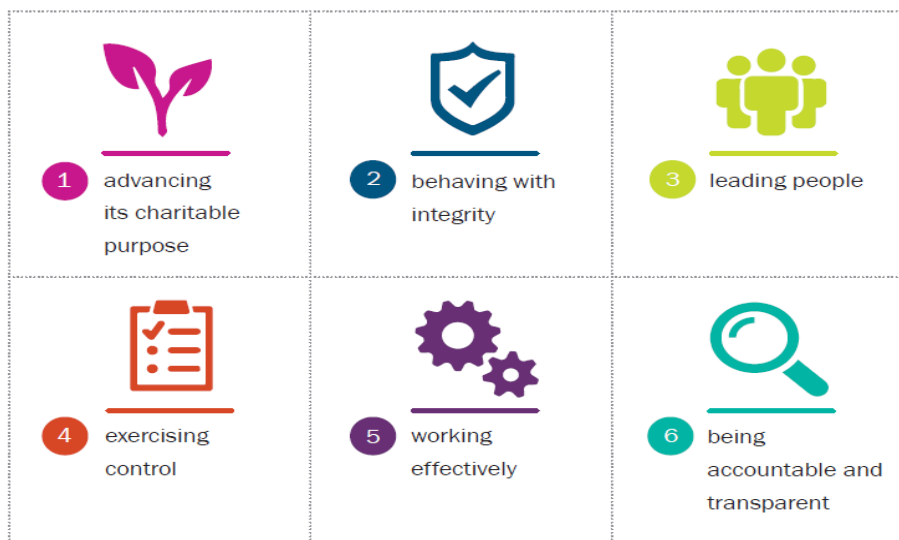 1 advancing
its charitable
purpose
2 behaving with
integrity
3 leading people
4 exercising
control
5 working
effectively
6 being
accountable and
transparent